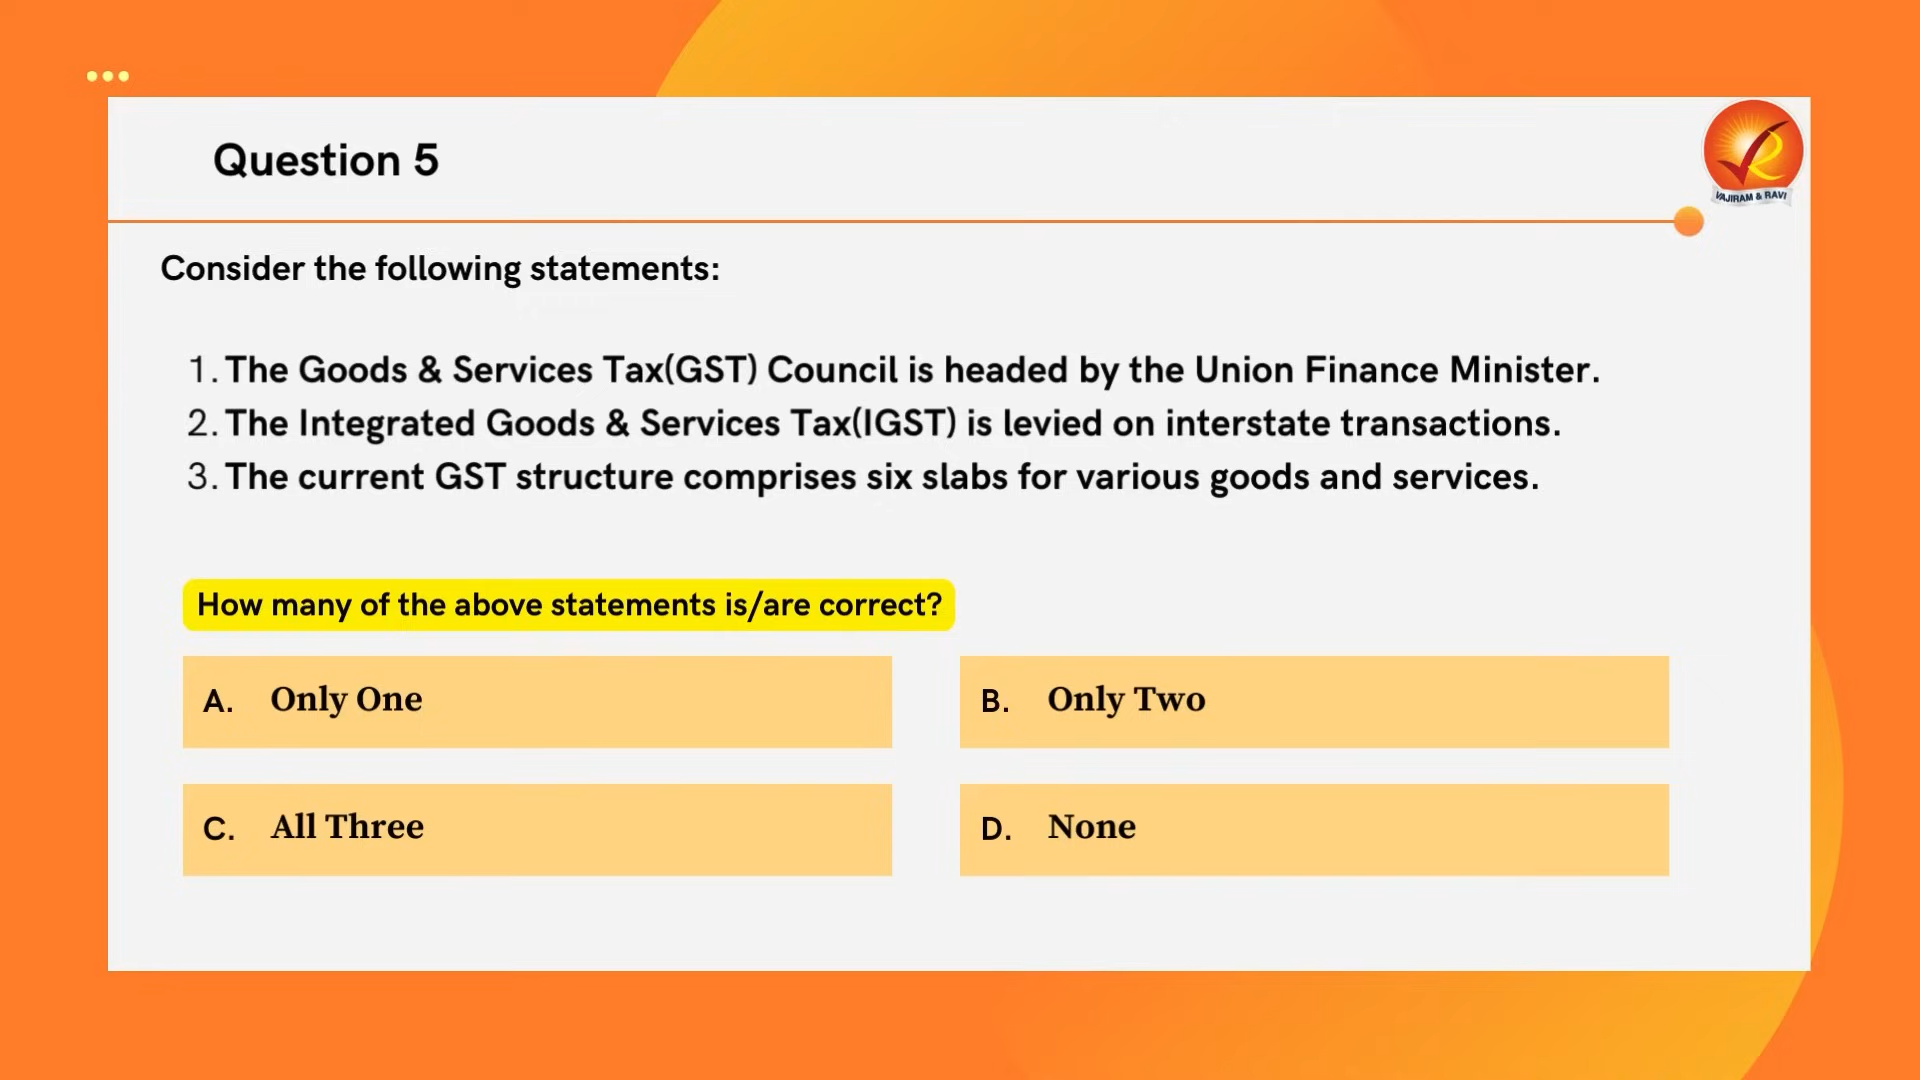 Question 5
VAJIRAM & RAVI
Consider the following statements:
1. The Goods & Services Tax(GST) Council is headed by the Union Finance Minister.
2. The Integrated Goods & Services Tax(IGST) is levied on interstate transactions.
3. The current GST structure comprises six slabs for various goods and services.
How many of the above statements is/are correct?
A. Only One
B. Only Two
C. All Three
D. None